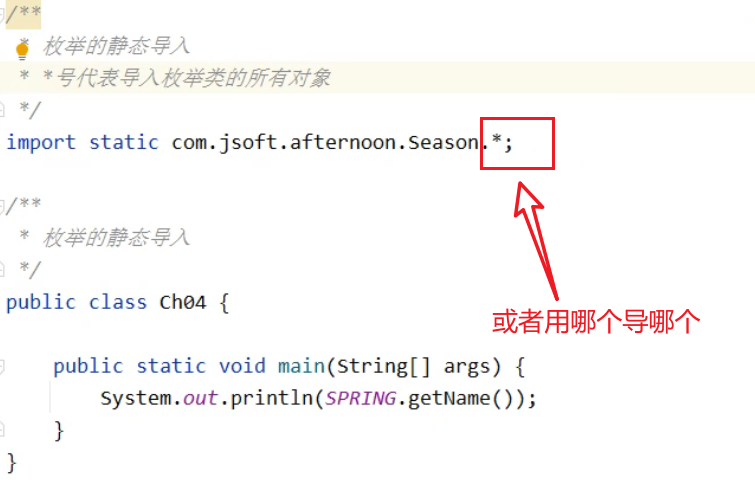 /**
* 枚举的静态导入
* *号代表导入枚举类的所有对象
*/
import static com.jsoft.afternoon.Season.*;
/**
* 枚举的静态导入
*/
public class Ch04 {
或者用哪个导哪个
public static void main(String[] args) {
System.out.println(SPRING.getName());
}
}